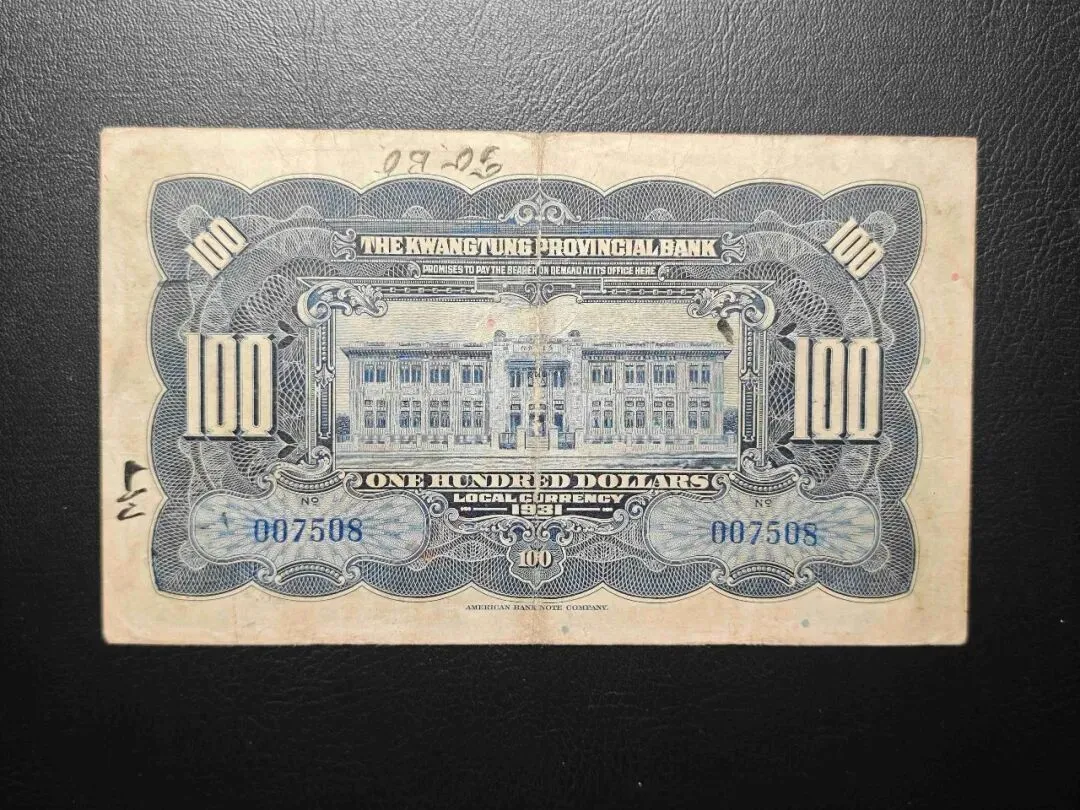 100
THE KWANGTUNG PROVINCIAL BANK
100
PROMISES TO PAY THE BEARER ON DEMAND AT ITS OFFICE HERE
100
100
ONE HUNDRED DOLLARS
LOCAL CURRENCY
1931
Nº
007508
Nº
007508
100
AMERICAN BANK NOTE COMPANY.